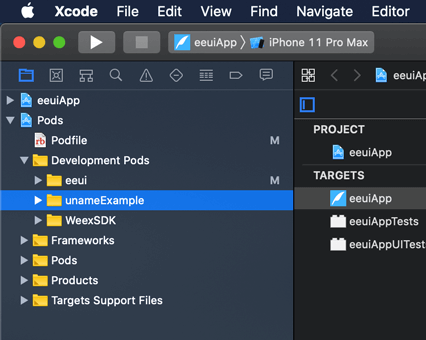 Xcode File Edit View Find Navigate Editor
eeuiApp iPhone 11 Pro Max
eeuiApp
eeuiAp
Pods
Podfile M
Development Pods
eeui M
unameExample
WeexSDK
Frameworks
Pods
Products
Targets Support Files
PROJECT
eeuiApp
TARGETS
eeuiApp
eeuiAppTests
eeuiAppUITest